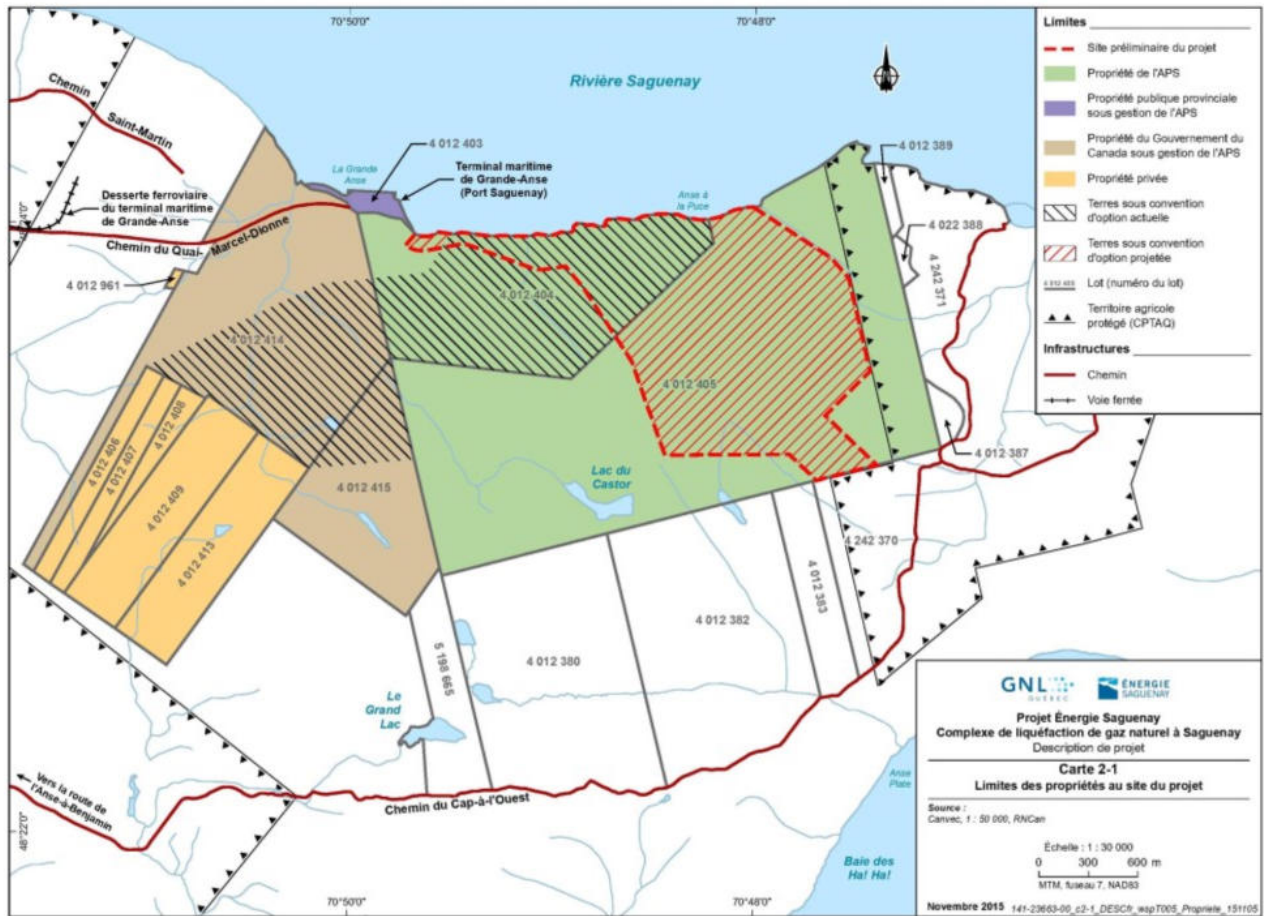 70°50'0"
70°48'0"
Rivière Saguenay
Chemin
Saint-Martin
4 012 403
La Grande
Anse
Terminal maritime
de Grande-Anse
(Port Saguenay)
Anse à
la Puce
4 012 389
Desserte ferroviaire
du terminal maritime
de Grande-Anse
Chemin du Quai-Marcel-Dionne
4 022 388
4 242 371
4 012 961
4 012 404
4 012 414
4 012 405
4 012 406
4 012 407
4 012 408
4 012 409
4 012 413
4 012 415
Lac du
Castor
4 012 387
4 242 370
4 012 383
4 012 382
4 012 380
5 198 665
Le
Grand
Lac
Vers la route de
l'Anse-à-Benjamin
Chemin du Cap-à-l'Ouest
48°22'0"
70°50'0"
70°48'0"
Anse
Plate
Baie des
Ha! Ha!
Limites
Site préliminaire du projet
Propriété de l'APS
Propriété publique provinciale
sous gestion de l'APS
Propriété du Gouvernement du
Canada sous gestion de l'APS
Propriété privée
Terres sous convention
d'option actuelle
Terres sous convention
d'option projetée
Lot (numéro du lot)
Territoire agricole
protégé (CPTAQ)
Infrastructures
Chemin
Voie ferrée
GNL
QUÉBEC
ÉNERGIE
SAGUENAY
Projet Énergie Saguenay
Complexe de liquéfaction de gaz naturel à Saguenay
Description de projet
Carte 2-1
Limites des propriétés au site du projet
Source :
Canvec, 1 : 50 000, RNCan
Échelle : 1 : 30 000
0 300 600 m
MTM, fuseau 7, NAD83
Novembre 2015